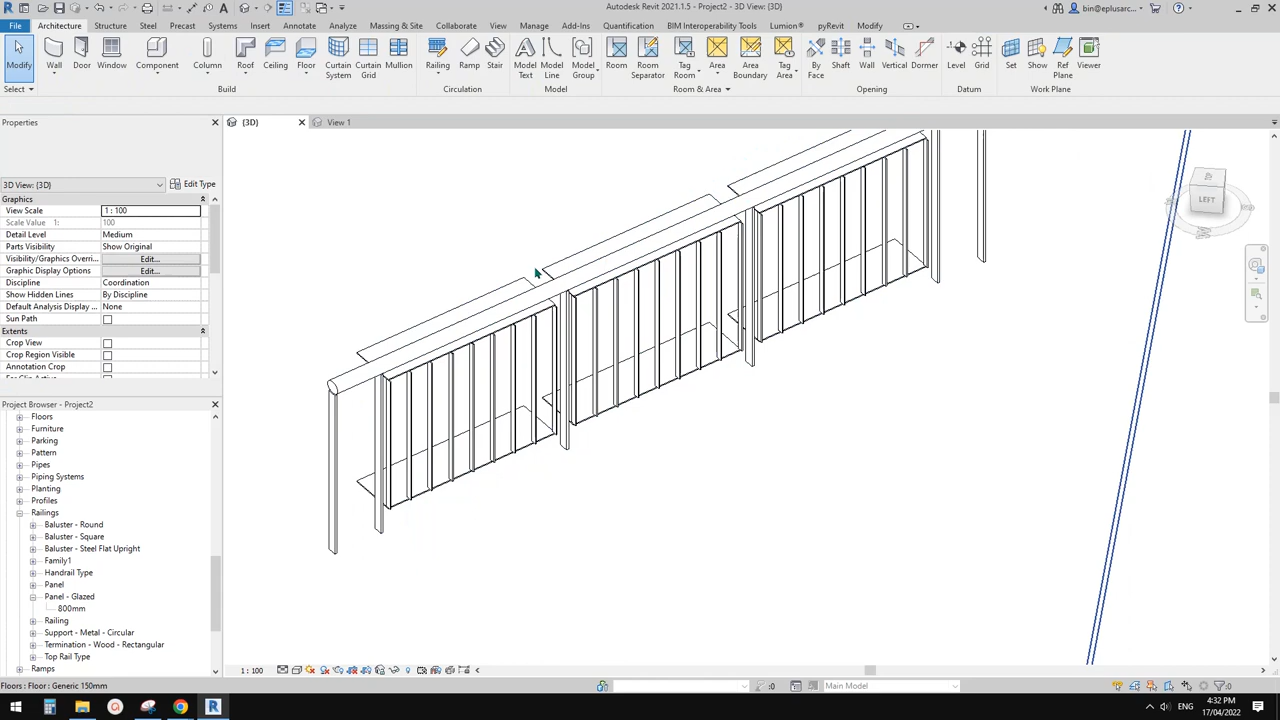 Autodesk Revit 2021.1.5 - Project2 - 3D View: {3D}
bin@eplusarc...
File Architecture Structure Steel Precast Systems Insert Annotate Analyze Massing & Site Collaborate View Manage Add-Ins Quantification BIM Interoperability Tools Lumion® pyRevit Modify
Modify Wall Door Window Component Column Roof Ceiling Floor Curtain System Curtain Grid Mullion Railing Ramp Stair Model Text Model Line Model Group Room Room Separator Tag Room Area Area Boundary Tag Area By Face Shaft Wall Vertical Dormer Level Grid Set Show Ref Plane Viewer
Select Build Circulation Model Room & Area Opening Datum Work Plane
Properties
{3D}
View 1
3D View: {3D}
Edit Type
Graphics
View Scale 1 : 100
Scale Value 1: 100
Detail Level Medium
Parts Visibility Show Original
Visibility/Graphics Overri... Edit...
Graphic Display Options Edit...
Discipline Coordination
Show Hidden Lines By Discipline
Default Analysis Display ... None
Sun Path
Extents
Crop View
Crop Region Visible
Annotation Crop
LEFT
Project Browser - Project2
Floors
Furniture
Parking
Pattern
Pipes
Piping Systems
Planting
Profiles
Railings
Baluster - Round
Baluster - Square
Baluster - Steel Flat Upright
Family1
Handrail Type
Panel
Panel - Glazed
800mm
Railing
Support - Metal - Circular
Termination - Wood - Rectangular
Top Rail Type
Ramps
1 : 100
Floors : Floor : Generic 150mm
:0
Main Model
:0
ENG
4:32 PM
17/04/2022